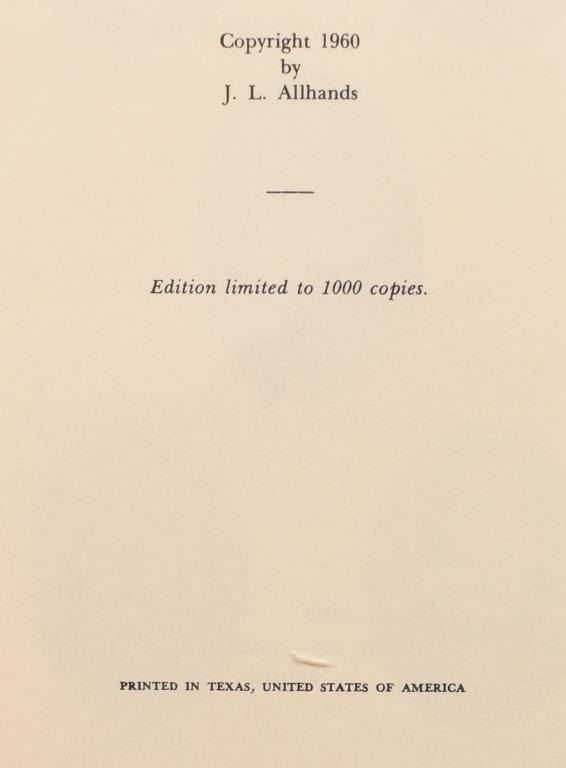 Copyright 1960
by
J. L. Allhands
Edition limited to 1000 copies.
PRINTED IN TEXAS, UNITED STATES OF AMERICA